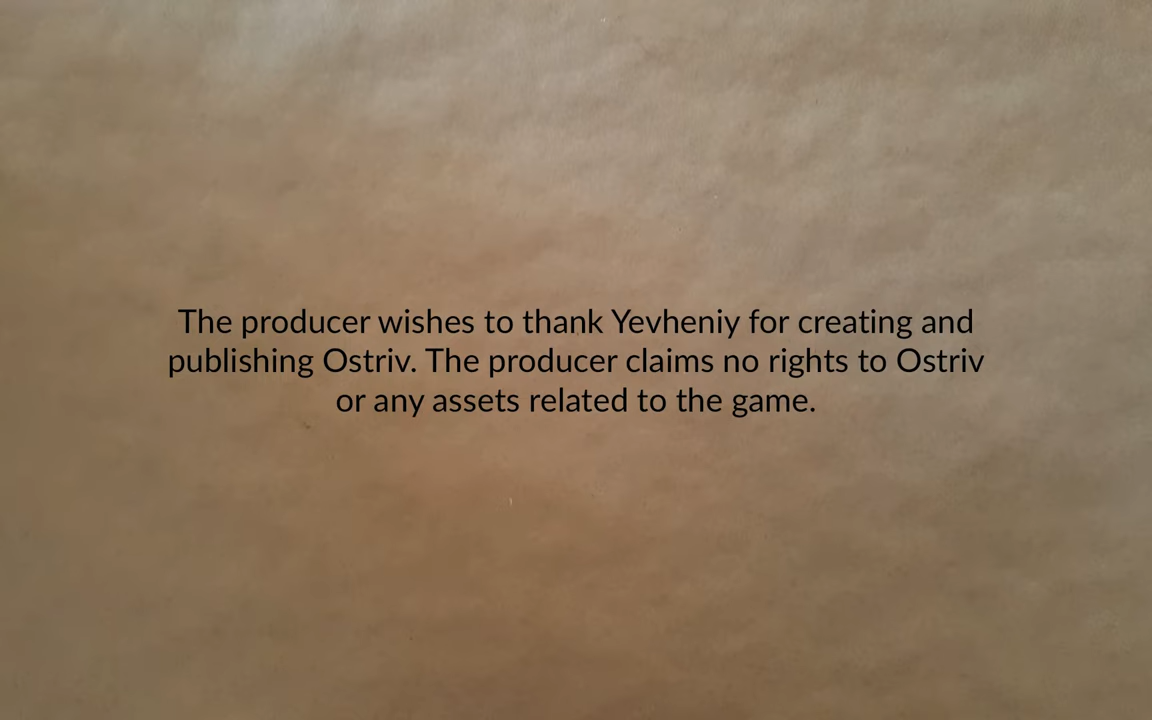 The producer wishes to thank Yevheniy for creating and
publishing Ostriv. The producer claims no rights to Ostriv
or any assets related to the game.